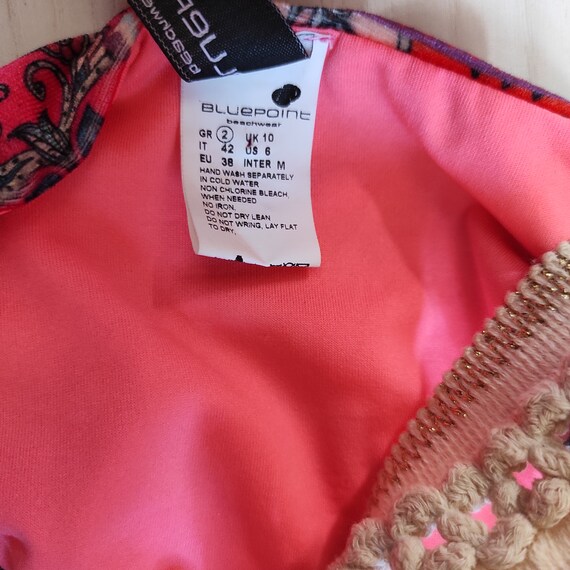 BLUEPOINT
beachwear
GR 2 UK 10
IT 42 US 6
EU 38 INTER M
HAND WASH SEPARATELY
IN COLD WATER
NON CHLORINE BLEACH,
WHEN NEEDED
NO IRON.
DO NOT DRY LEAN
DO NOT WRING, LAY FLAT
TO DRY.